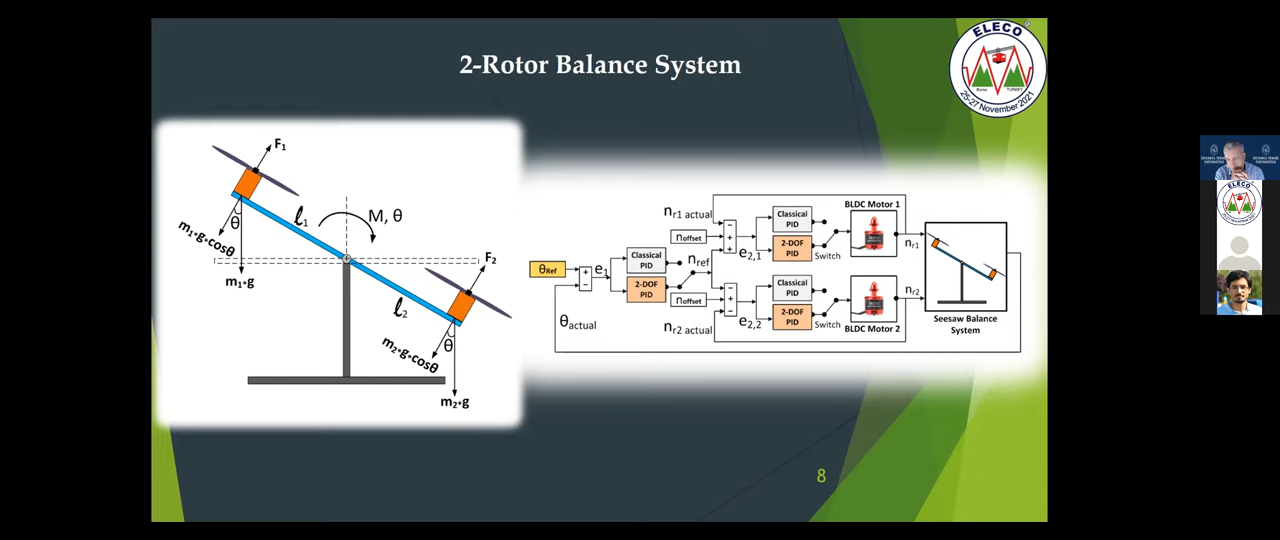 2-Rotor Balance System
ELECO
Bursa TURKEY
25-27 November 2021
F₁
ℓ₁
M, θ
θ
m₁*g*cosθ
m₁*g
F₂
ℓ₂
θ
m₂*g*cosθ
m₂*g
θRef
+
−
e₁
θactual
Classical
PID
2-DOF
PID
nref
nr1 actual
noffset
−
+
+
e2,1
Classical
PID
2-DOF
PID
Switch
BLDC Motor 1
nr1
noffset
nr2 actual
−
+
−
e2,2
Classical
PID
2-DOF
PID
Switch
BLDC Motor 2
nr2
Seesaw Balance
System
8
ELECO